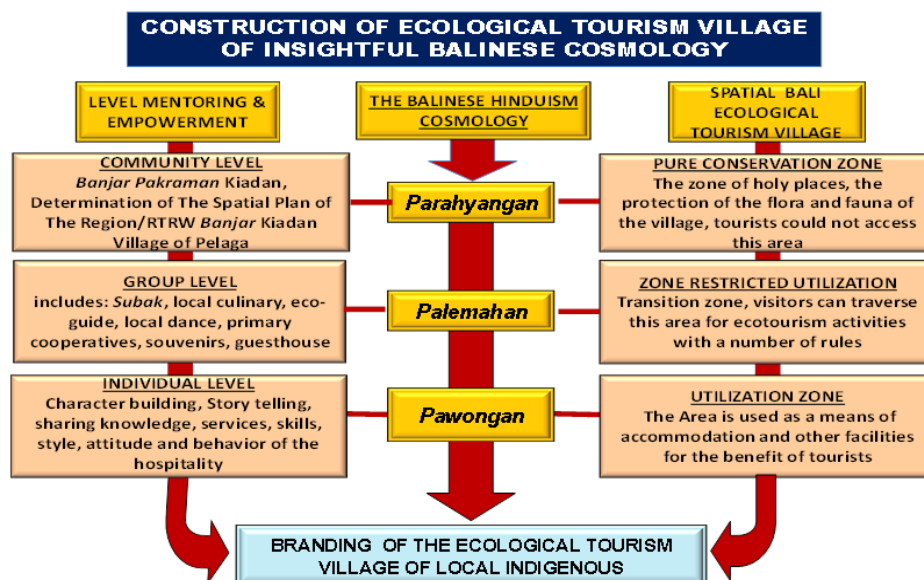 CONSTRUCTION OF ECOLOGICAL TOURISM VILLAGE
OF INSIGHTFUL BALINESE COSMOLOGY
LEVEL MENTORING &
EMPOWERMENT
THE BALINESE HINDUISM
COSMOLOGY
SPATIAL BALI
ECOLOGICAL
TOURISM VILLAGE
COMMUNITY LEVEL
Banjar Pakraman Kiadan,
Determination of The Spatial Plan of
The Region/RTRW Banjar Kiadan
Village of Pelaga
Parahyangan
PURE CONSERVATION ZONE
The zone of holy places, the
protection of the flora and fauna
of the village, tourists could not access
this area
GROUP LEVEL
includes: Subak, local culinary, eco-
guide, local dance, primary
cooperatives, souvenirs, guesthouse
Palemahan
ZONE RESTRICTED UTILIZATION
Transition zone, visitors can traverse
this area for ecotourism activities
with a number of rules
INDIVIDUAL LEVEL
Character building, Story telling,
sharing knowledge, services, skills,
style, attitude and behavior of the
hospitality
Pawongan
UTILIZATION ZONE
The Area is used as a means of
accommodation and other facilities
for the benefit of tourists
BRANDING OF THE ECOLOGICAL TOURISM
VILLAGE OF LOCAL INDIGENOUS